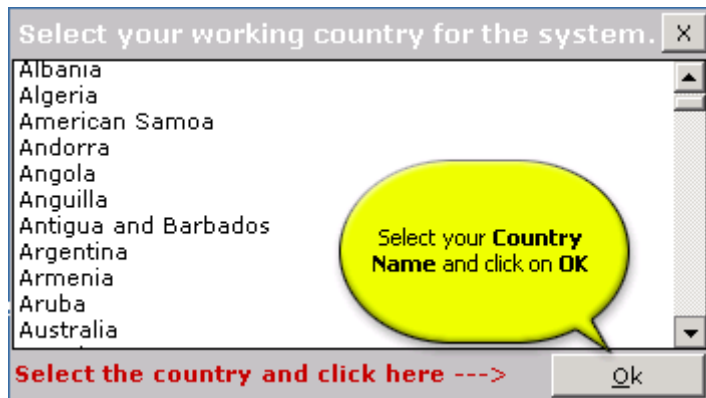 Select your working country for the system. X
Albania
Algeria
American Samoa
Andorra
Angola
Anguilla
Antigua and Barbados
Argentina
Armenia
Aruba
Australia
Select your Country
Name and click on OK
Select the country and click here --->
Ok